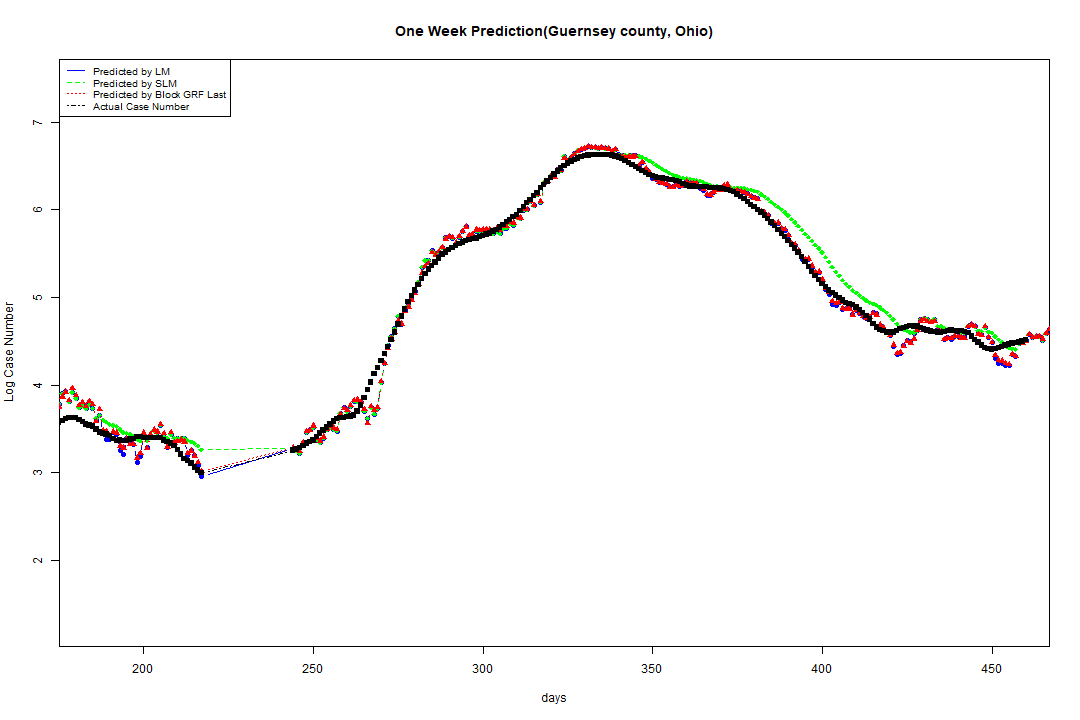 One Week Prediction(Guernsey county, Ohio)
Predicted by LM
Predicted by SLM
Predicted by Block GRF Last
Actual Case Number
7
6
5
4
3
2
Log Case Number
200 250 300 350 400 450
days